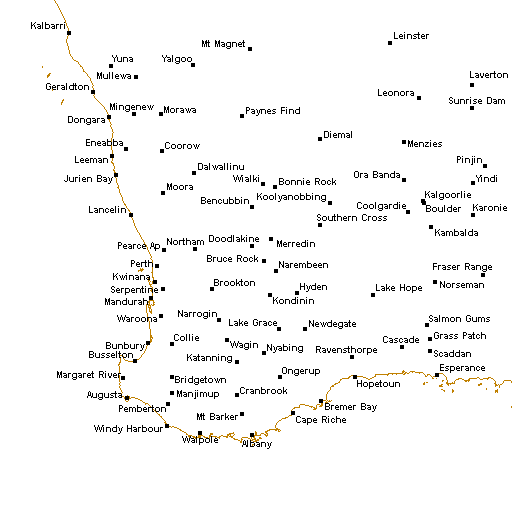 Kalbarri
Leinster
Mt Magnet
Yuna
Yalgoo
Mullewa
Laverton
Geraldton
Leonora
Sunrise Dam
Mingenew
Morawa
Paynes Find
Dongara
Diemal
Menzies
Eneabba
Coorow
Leeman
Pinjin
Dalwallinu
Jurien Bay
Wialki
Bonnie Rock
Ora Banda
Yindi
Moora
Bencubbin
Koolyanobbing
Kalgoorlie
Lancelin
Coolgardie
Boulder
Karonie
Southern Cross
Kambalda
Pearce Ap
Northam
Doodlakine
Merredin
Perth
Bruce Rock
Narembeen
Fraser Range
Kwinana
Serpentine
Brookton
Hyden
Lake Hope
Norseman
Mandurah
Kondinin
Waroona
Narrogin
Lake Grace
Newdegate
Salmon Gums
Bunbury
Collie
Wagin
Nyabing
Cascade
Grass Patch
Busselton
Katanning
Ravensthorpe
Scaddan
Margaret River
Bridgetown
Ongerup
Hopetoun
Esperance
Augusta
Manjimup
Cranbrook
Pemberton
Mt Barker
Bremer Bay
Windy Harbour
Cape Riche
Walpole
Albany